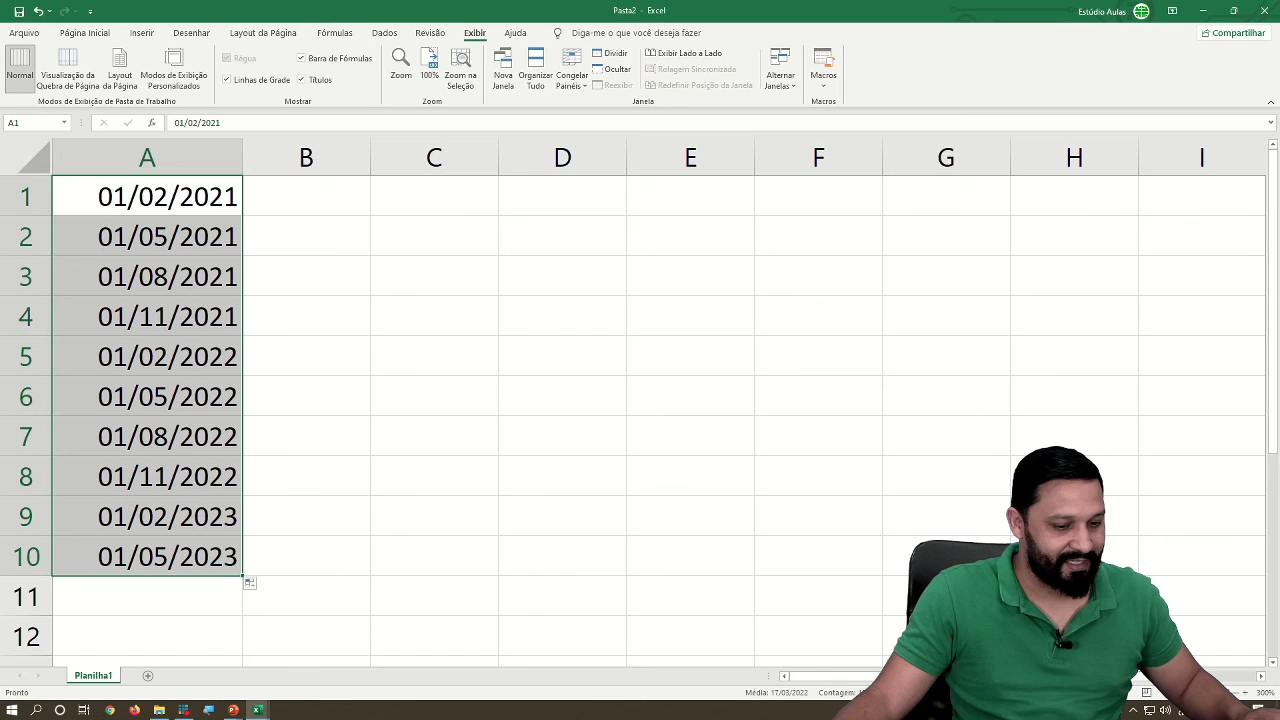 Pasta2 - Excel
Estúdio Aulas
Arquivo Página Inicial Inserir Desenhar Layout da Página Fórmulas Dados Revisão Exibir Ajuda Diga-me o que você deseja fazer Compartilhar
Normal
Visualização da Quebra de Página
Layout da Página
Modos de Exibição Personalizados
Modos de Exibição de Pasta de Trabalho
Régua
Barra de Fórmulas
Linhas de Grade
Títulos
Mostrar
Zoom
100%
Zoom na Seleção
Zoom
Nova Janela
Organizar Tudo
Congelar Painéis
Dividir
Ocultar
Reexibir
Exibir Lado a Lado
Rolagem Sincronizada
Redefinir Posição da Janela
Alternar Janelas
Janela
Macros
Macros
A1 fx 01/02/2021
A B C D E F G H I
1 01/02/2021
2 01/05/2021
3 01/08/2021
4 01/11/2021
5 01/02/2022
6 01/05/2022
7 01/08/2022
8 01/11/2022
9 01/02/2023
10 01/05/2023
11
12
Planilha1
Pronto
Média: 17/03/2022
300%